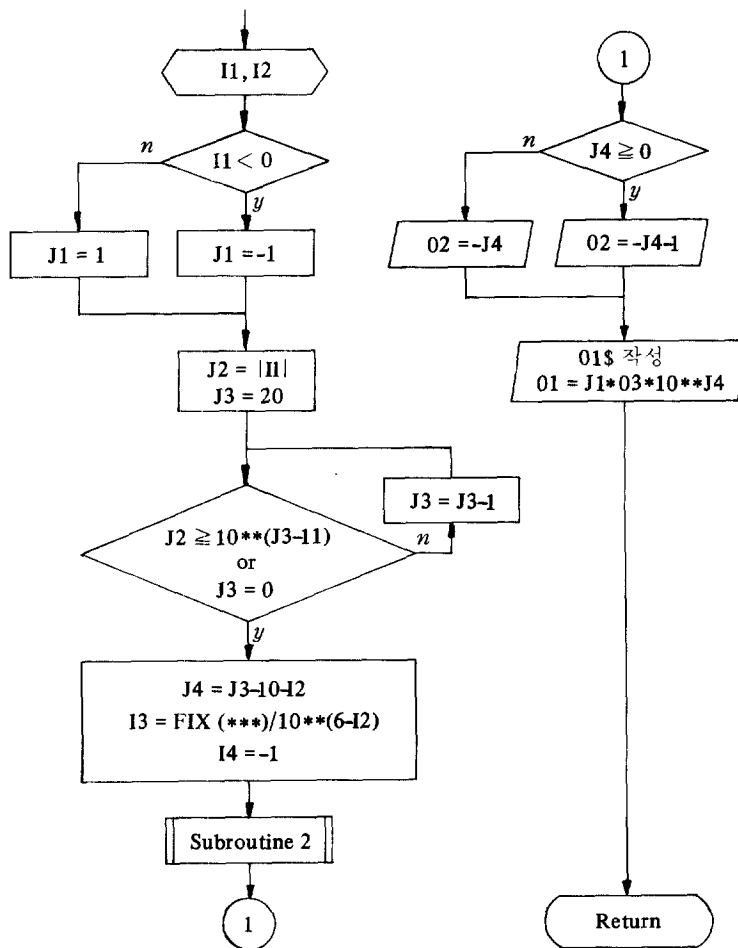 I1, I2
I1 < 0
n
y
J1 = 1
J1 = -1
J2 = |I1|
J3 = 20
J3 = J3-1
J2 ≧ 10**(J3-11)
or
J3 = 0
n
y
J4 = J3-10-I2
I3 = FIX (***)/10**(6-I2)
I4 = -1
Subroutine 2
1
1
J4 ≧ 0
n
y
02 = -J4
02 = -J4-1
01$ 작성
01 = J1*03*10**J4
Return